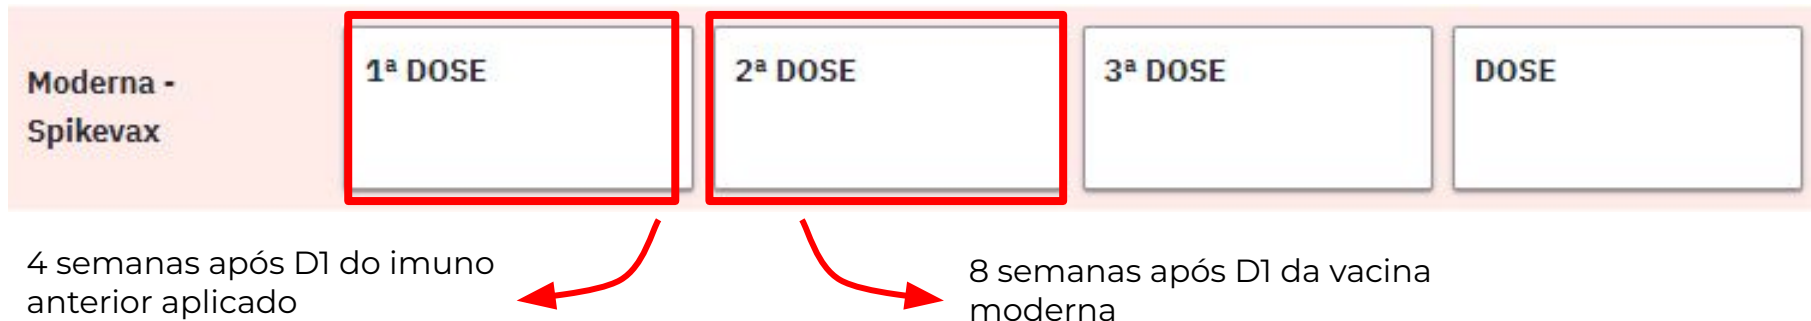 Moderna -
Spikevax
1ª DOSE
2ª DOSE
3ª DOSE
DOSE
4 semanas após D1 do imuno
anterior aplicado
8 semanas após D1 da vacina
moderna